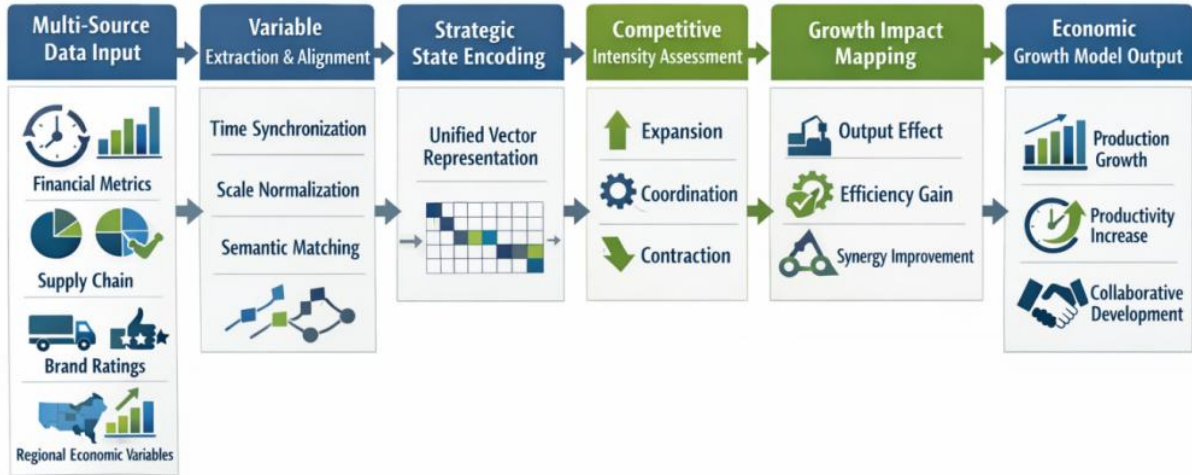 Multi-Source
Data Input
Financial Metrics
Supply Chain
Brand Ratings
Regional Economic Variables
Variable
Extraction & Alignment
Time Synchronization
Scale Normalization
Semantic Matching
Strategic
State Encoding
Unified Vector
Representation
Competitive
Intensity Assessment
Expansion
Coordination
Contraction
Growth Impact
Mapping
Output Effect
Efficiency Gain
Synergy Improvement
Economic
Growth Model Output
Production
Growth
Productivity
Increase
Collaborative
Development